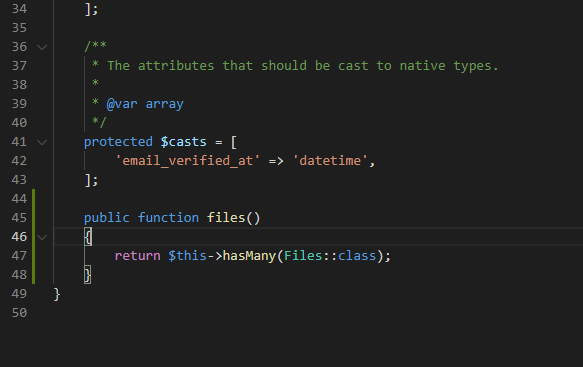 34 ];
35
36 /**
37 * The attributes that should be cast to native types.
38 *
39 * @var array
40 */
41 protected $casts = [
42 'email_verified_at' => 'datetime',
43 ];
44
45 public function files()
46 {
47 return $this->hasMany(Files::class);
48 }
49 }
50